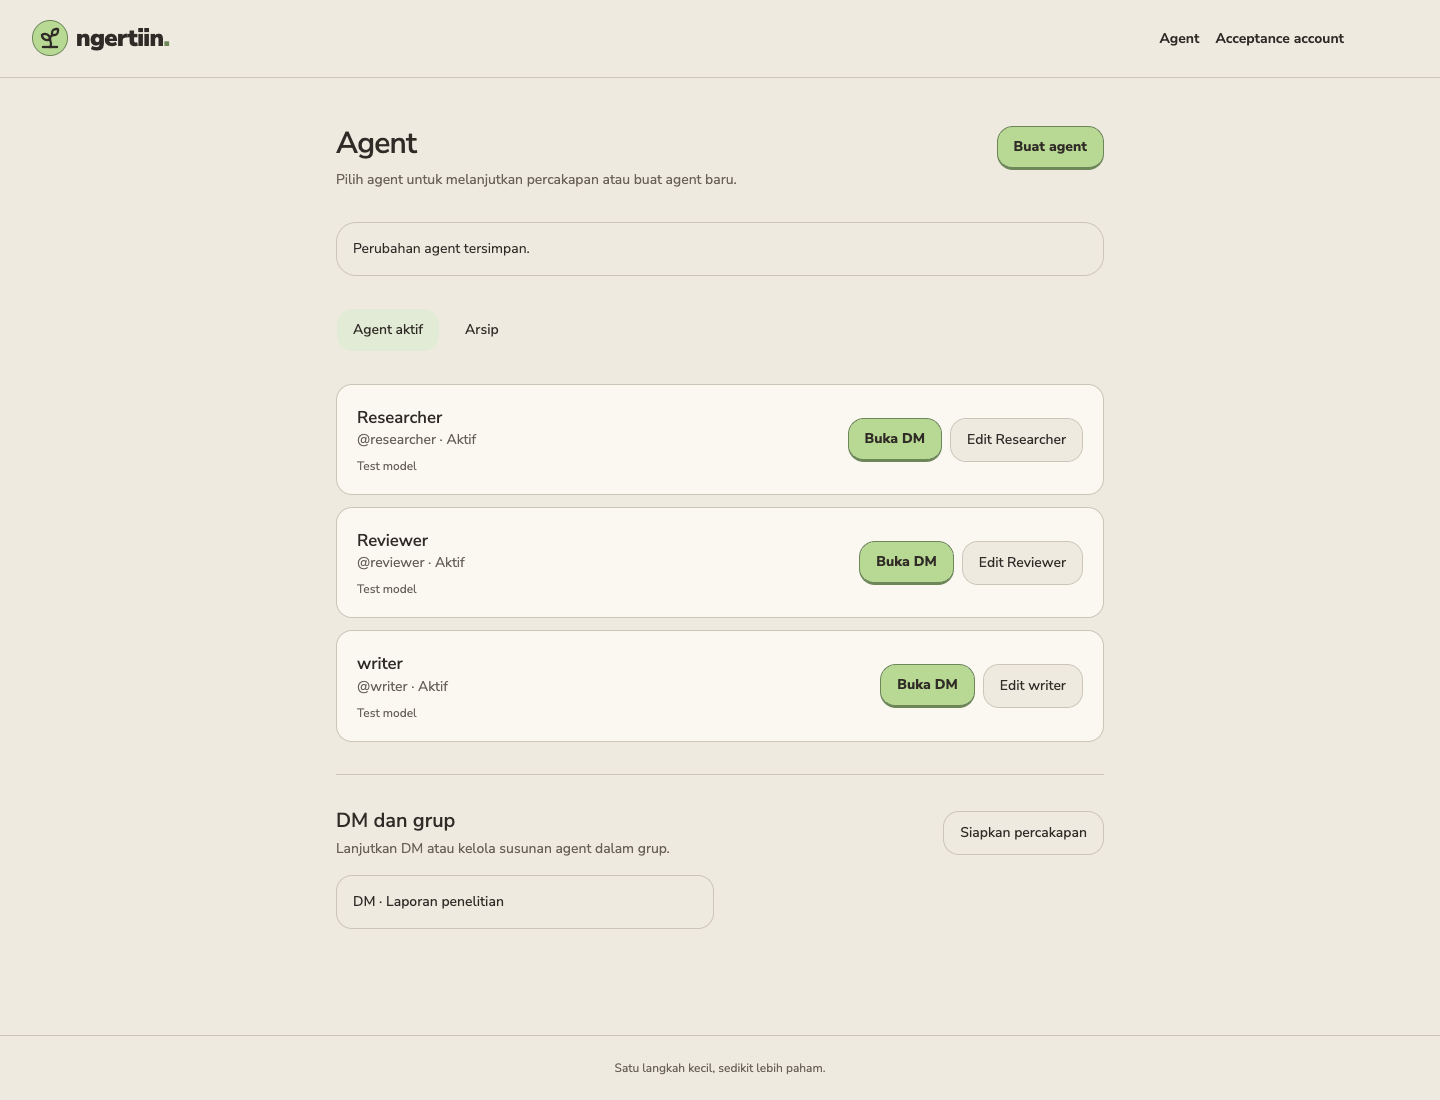 ngertiin.
Agent Acceptance account
Agent
Buat agent
Pilih agent untuk melanjutkan percakapan atau buat agent baru.
Perubahan agent tersimpan.
Agent aktif Arsip
Researcher
@researcher · Aktif
Test model
Buka DM Edit Researcher
Reviewer
@reviewer · Aktif
Test model
Buka DM Edit Reviewer
writer
@writer · Aktif
Test model
Buka DM Edit writer
DM dan grup
Lanjutkan DM atau kelola susunan agent dalam grup.
Siapkan percakapan
DM · Laporan penelitian
Satu langkah kecil, sedikit lebih paham.